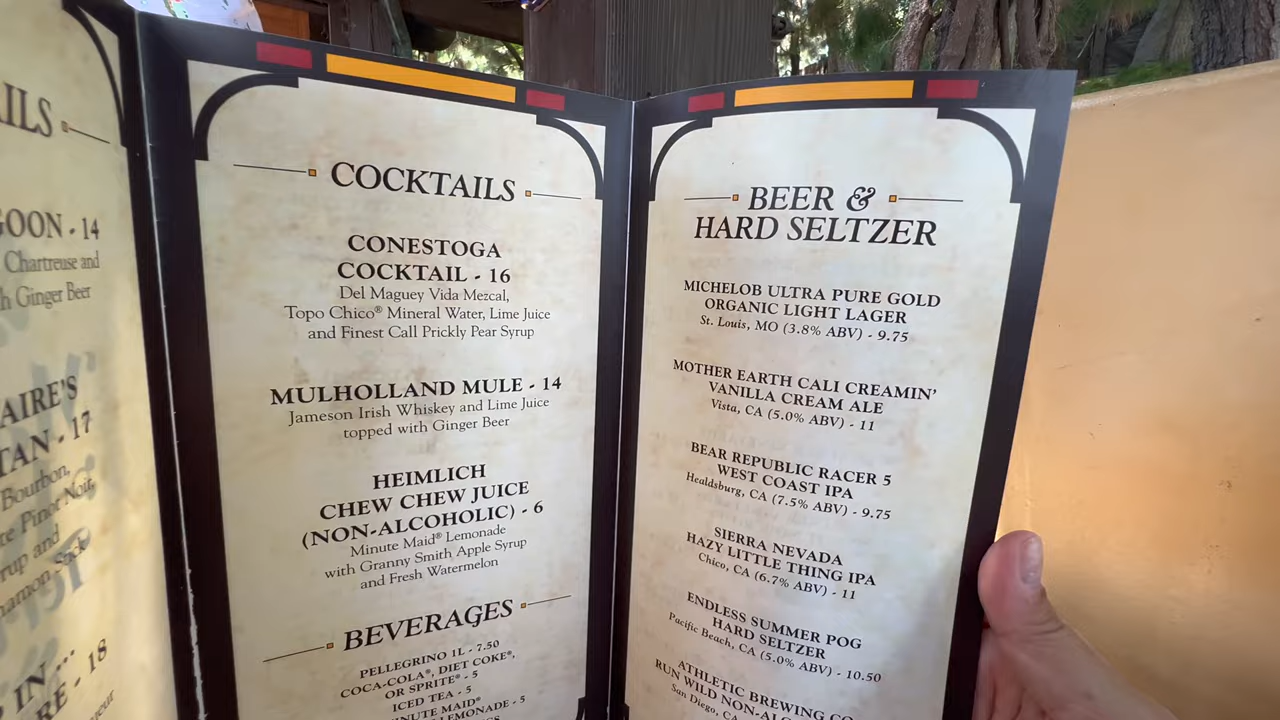 ILS
GOON - 14
Chartreuse and
h Ginger Beer
AIRE'S
TAN - 17
Bourbon,
re Pinot Noir,
rup and
namon Stick
IN ...
RE - 18
COCKTAILS
CONESTOGA
COCKTAIL - 16
Del Maguey Vida Mezcal,
Topo Chico® Mineral Water, Lime Juice
and Finest Call Prickly Pear Syrup
MULHOLLAND MULE - 14
Jameson Irish Whiskey and Lime Juice
topped with Ginger Beer
HEIMLICH
CHEW CHEW JUICE
(NON-ALCOHOLIC) - 6
Minute Maid® Lemonade
with Granny Smith Apple Syrup
and Fresh Watermelon
BEVERAGES
PELLEGRINO 1L - 7.50
COCA-COLA®, DIET COKE®,
OR SPRITE® - 5
ICED TEA - 5
NUTE MAID®
LEMONADE - 5
BEER &
HARD SELTZER
MICHELOB ULTRA PURE GOLD
ORGANIC LIGHT LAGER
St. Louis, MO (3.8% ABV) - 9.75
MOTHER EARTH CALI CREAMIN'
VANILLA CREAM ALE
Vista, CA (5.0% ABV) - 11
BEAR REPUBLIC RACER 5
WEST COAST IPA
Healdsburg, CA (7.5% ABV) - 9.75
SIERRA NEVADA
HAZY LITTLE THING IPA
Chico, CA (6.7% ABV) - 11
ENDLESS SUMMER POG
HARD SELTZER
Pacific Beach, CA (5.0% ABV) - 10.50
ATHLETIC BREWING CO
RUN WILD NON-ALCO
San Diego, CA